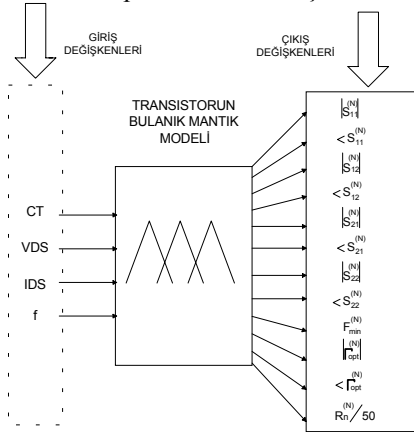 GİRİŞ
DEĞİŞKENLERİ
ÇIKIŞ
DEĞİŞKENLERİ
TRANSISTORUN
BULANIK MANTIK
MODELİ
CT
VDS
IDS
f
|S₁₁⁽ᴺ⁾|
< S₁₁⁽ᴺ⁾
|S₁₂⁽ᴺ⁾|
< S₁₂⁽ᴺ⁾
|S₂₁⁽ᴺ⁾|
< S₂₁⁽ᴺ⁾
|S₂₂⁽ᴺ⁾|
< S₂₂⁽ᴺ⁾
Fmin⁽ᴺ⁾
|Γopt⁽ᴺ⁾|
< Γopt⁽ᴺ⁾
Rn⁽ᴺ⁾/50